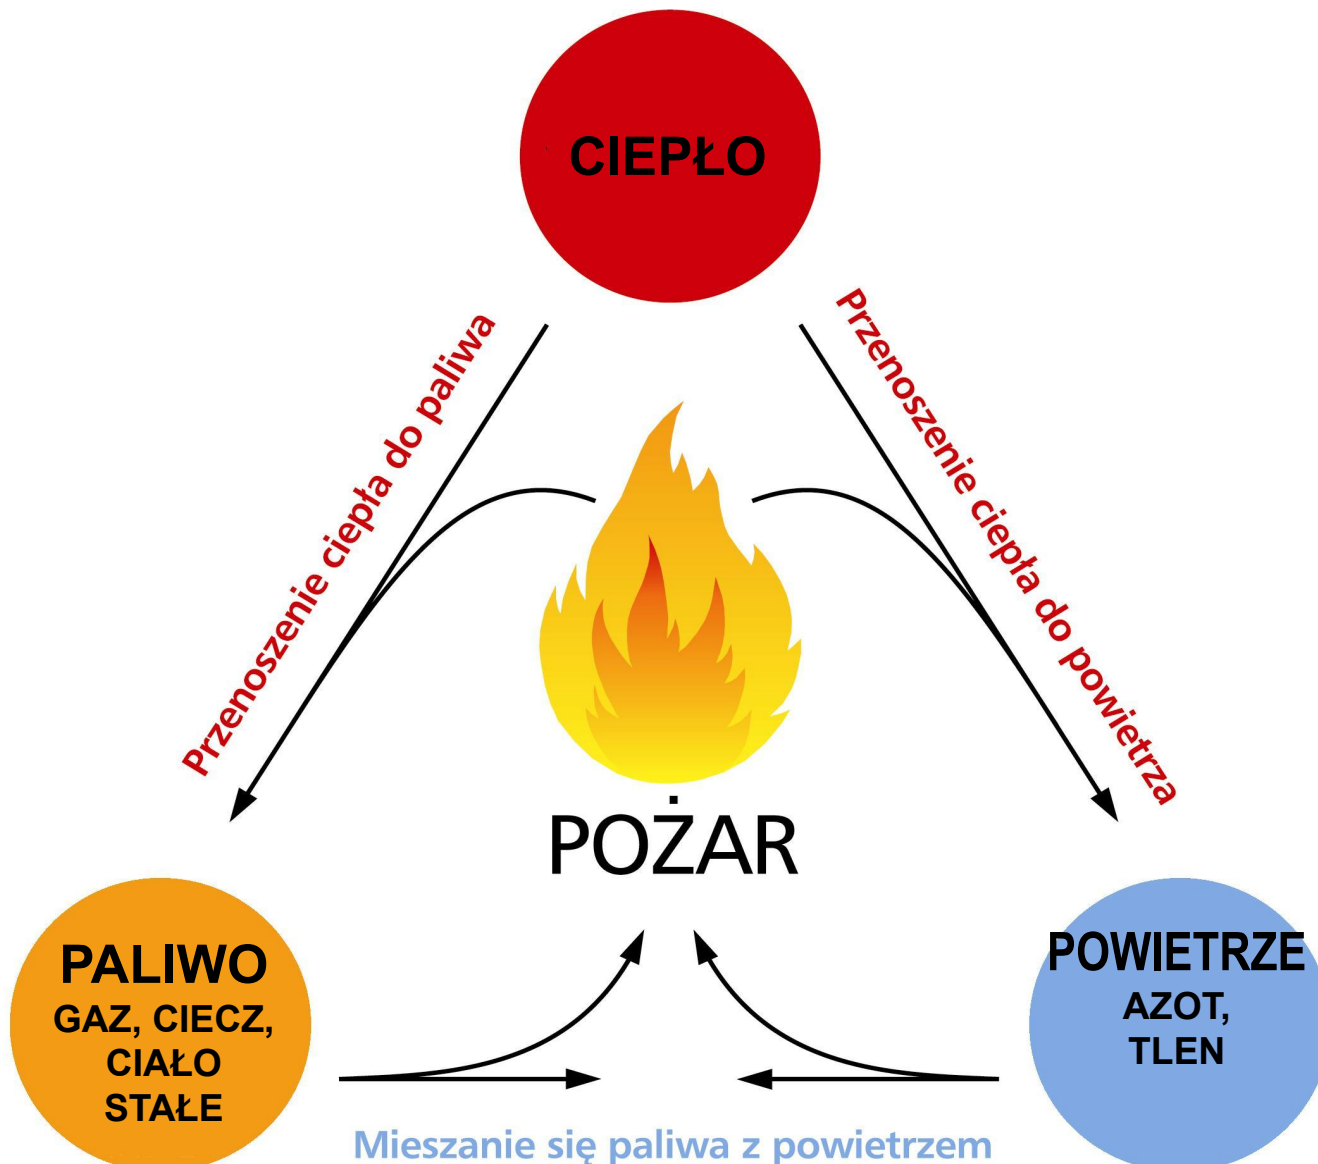 CIEPŁO
Przenoszenie ciepła do paliwa
Przenoszenie ciepła do powietrza
POŻAR
PALIWO
GAZ, CIECZ,
CIAŁO
STAŁE
POWIETRZE
AZOT,
TLEN
Mieszanie się paliwa z powietrzem